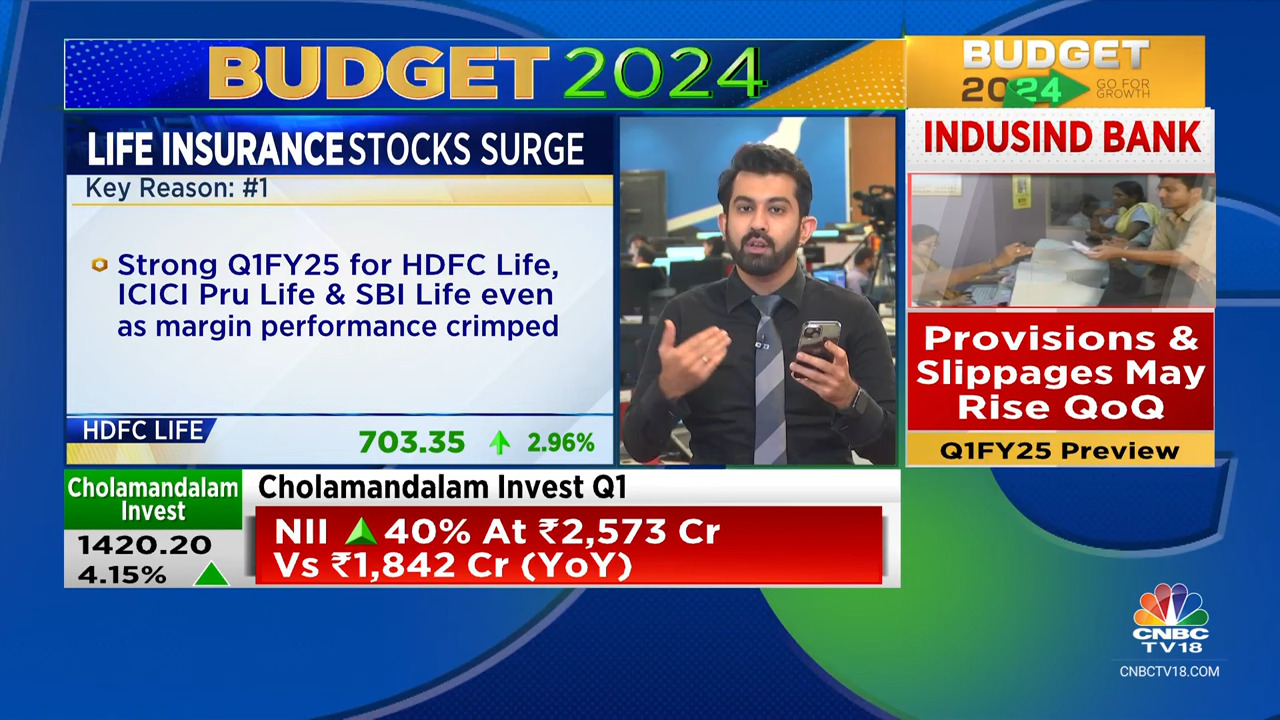 BUDGET 2024
BUDGET
2024
GO FOR
GROWTH
LIFE INSURANCE STOCKS SURGE
Key Reason: #1
Strong Q1FY25 for HDFC Life,
ICICI Pru Life & SBI Life even
as margin performance crimped
HDFC LIFE
703.35 2.96%
INDUSIND BANK
Provisions &
Slippages May
Rise QoQ
Q1FY25 Preview
Cholamandalam
Invest
1420.20
4.15%
Cholamandalam Invest Q1
NII 40% At ₹2,573 Cr
Vs ₹1,842 Cr (YoY)
CNBC
TV18
CNBCTV18.COM